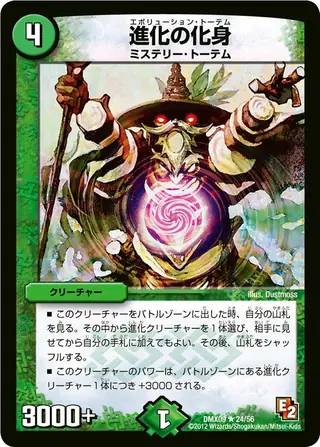 4
エボリューション・トーテム
進化の化身
ミステリー・トーテム
クリーチャー
illus. Dustmoss
■ このクリーチャーをバトルゾーンに出した時、自分の山札
を見る。その中から進化クリーチャーを1体選び、相手に見
せてから自分の手札に加えてもよい。その後、山札をシャッ
フルする。
■ このクリーチャーのパワーは、バトルゾーンにある進化ク
リーチャー1体につき +3000 される。
3000+
1
E2
DMX09 ★ 24/56
©2012 Wizards/Shogakukan/Mitsui-Kids